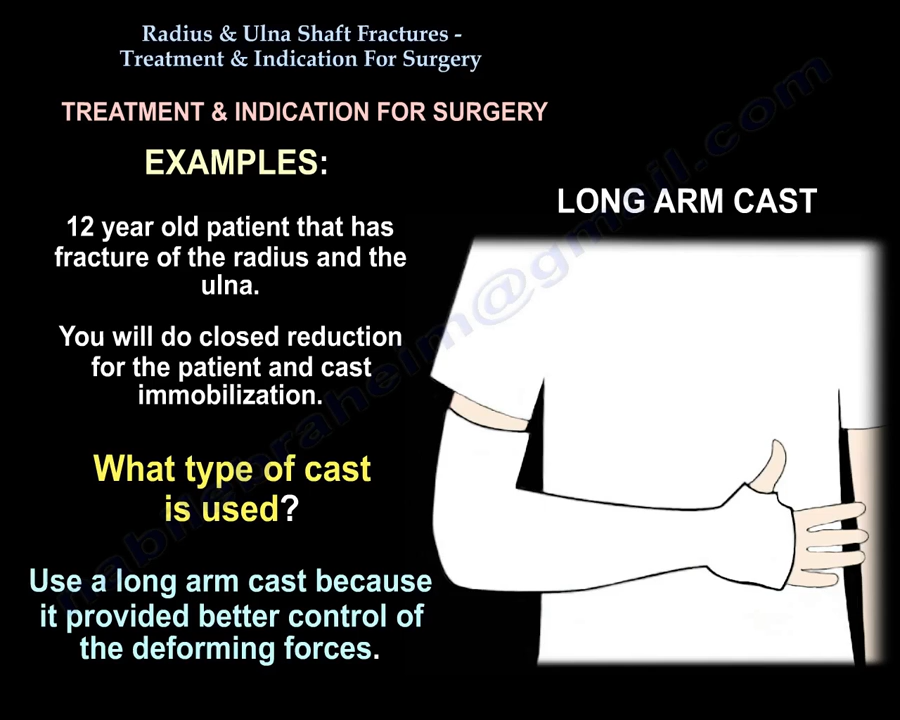 Radius & Ulna Shaft Fractures -
Treatment & Indication For Surgery
TREATMENT & INDICATION FOR SURGERY
EXAMPLES:
12 year old patient that has
fracture of the radius and the
ulna.
You will do closed reduction
for the patient and cast
immobilization.
What type of cast
is used?
Use a long arm cast because
it provided better control of
the deforming forces.
LONG ARM CAST
nabilebraheim@gmail.com